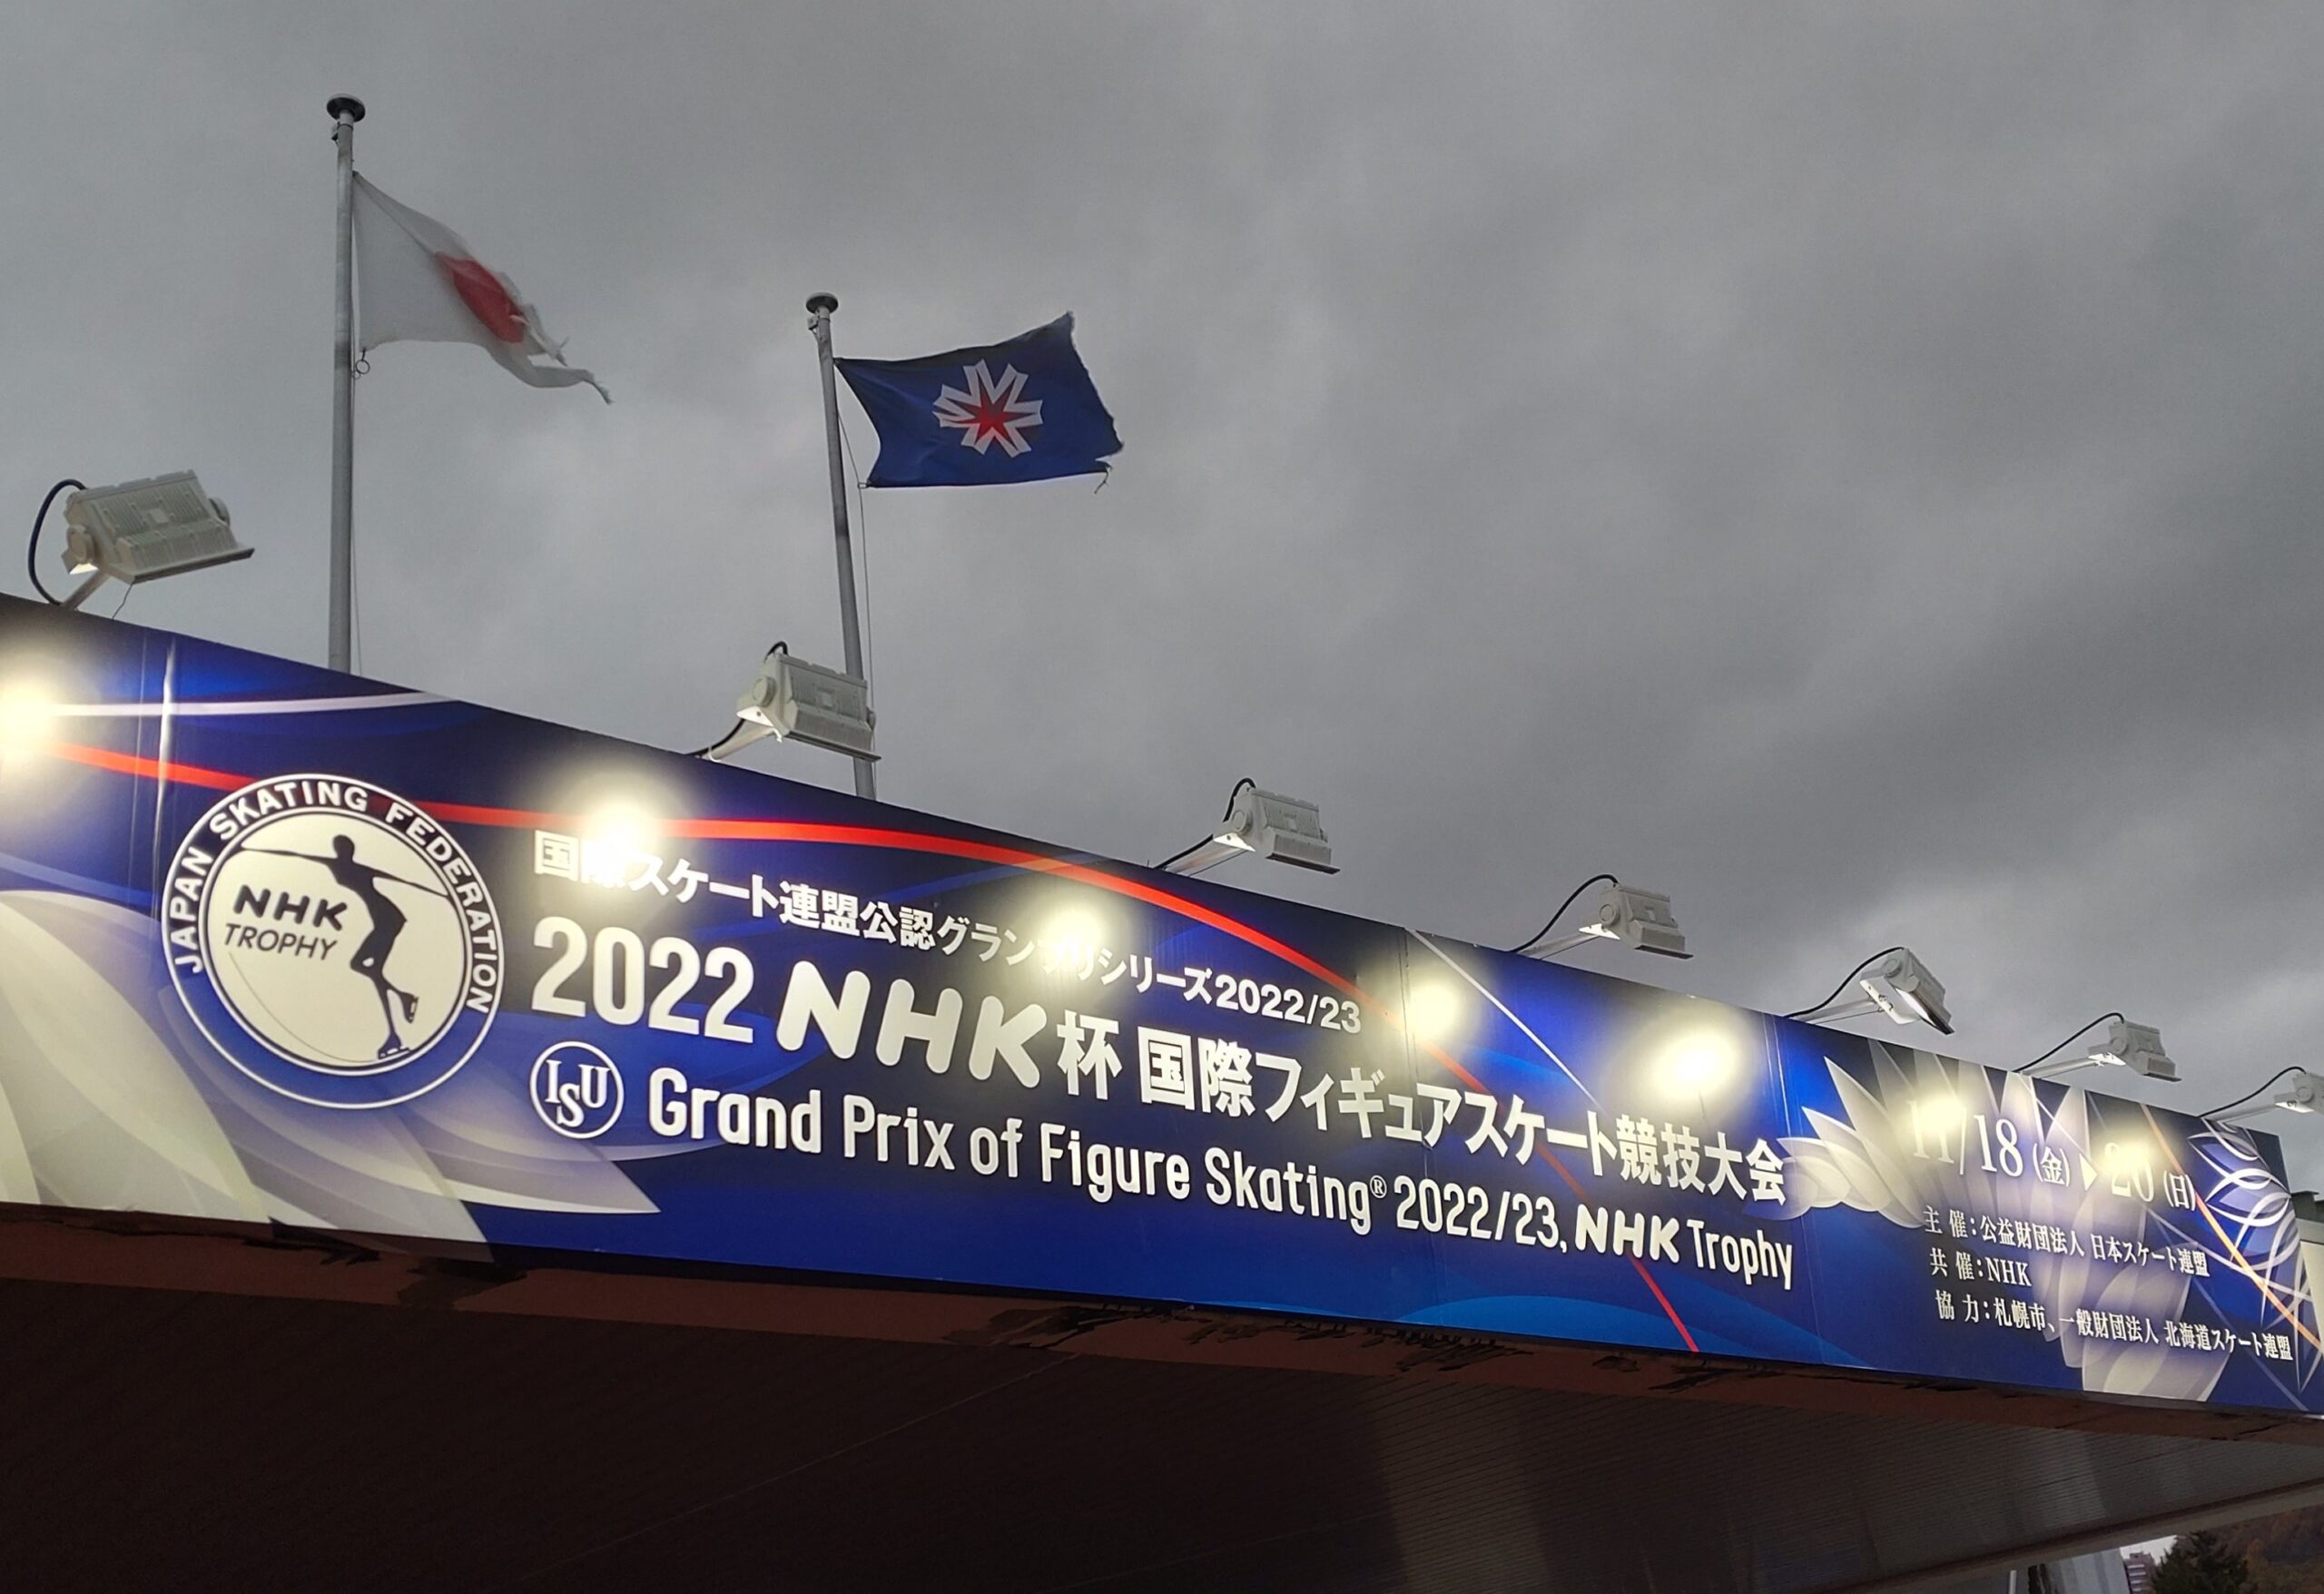 JAPAN SKATING FEDERATION
NHK
TROPHY
国際スケート連盟公認グランプリシリーズ2022/23
2022 NHK杯 国際フィギュアスケート競技大会
ISU Grand Prix of Figure Skating® 2022/23, NHK Trophy
11/18(金)▶20(日)
主 催：公益財団法人 日本スケート連盟
共 催：NHK
協 力：札幌市、一般財団法人 北海道スケート連盟